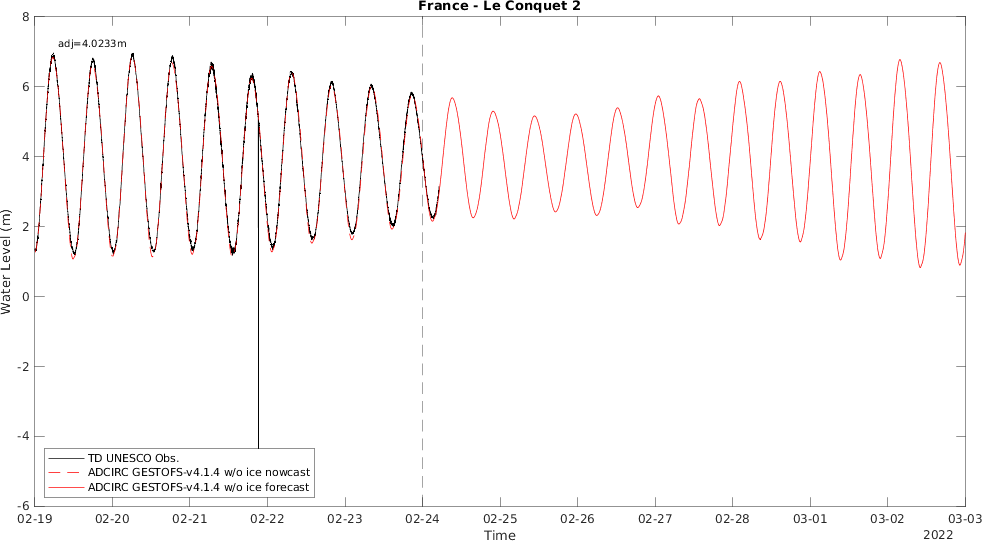 France - Le Conquet 2
adj=4.0233m
Water Level (m)
8
6
4
2
0
-2
-4
-6
TD UNESCO Obs.
ADCIRC GESTOFS-v4.1.4 w/o ice nowcast
ADCIRC GESTOFS-v4.1.4 w/o ice forecast
02-19 02-20 02-21 02-22 02-23 02-24 02-25 02-26 02-27 02-28 03-01 03-02 03-03
Time
2022